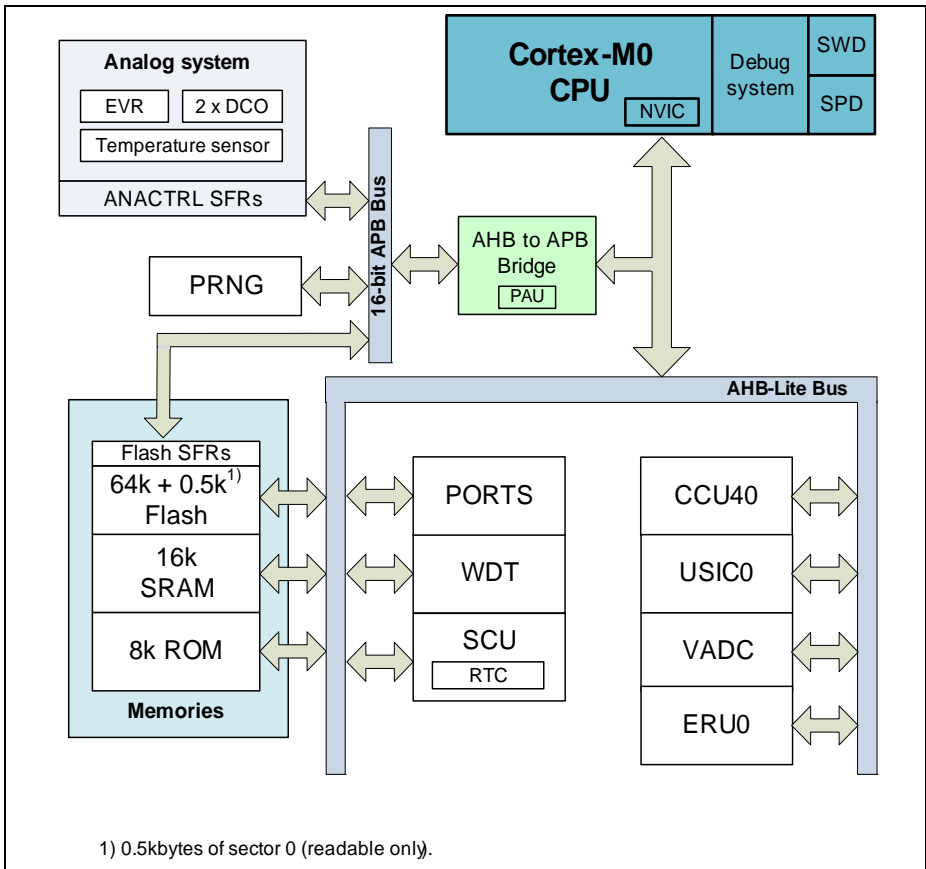 Analog system
EVR
2 x DCO
Temperature sensor
ANACTRL SFRs
Cortex-M0
CPU
NVIC
Debug
system
SWD
SPD
16-bit APB Bus
AHB to APB
Bridge
PAU
PRNG
AHB-Lite Bus
Flash SFRs
64k + 0.5k1)
Flash
16k
SRAM
8k ROM
Memories
PORTS
WDT
SCU
RTC
CCU40
USIC0
VADC
ERU0
1) 0.5kbytes of sector 0 (readable only).